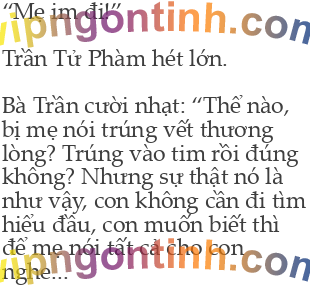 “Mẹ im đi!”
vipngontinh.com
Trần Tử Phàm hét lớn.
Bà Trần cười nhạt: “Thế nào,
bị mẹ nói trúng vết thương
lòng? Trúng vào tim rồi đúng
không? Nhưng sự thật nó là
như vậy, con không cần đi tìm
hiểu đầu, con muốn biết thì
để mẹ nói tất cả cho con
vipngontinh.com
nghe...